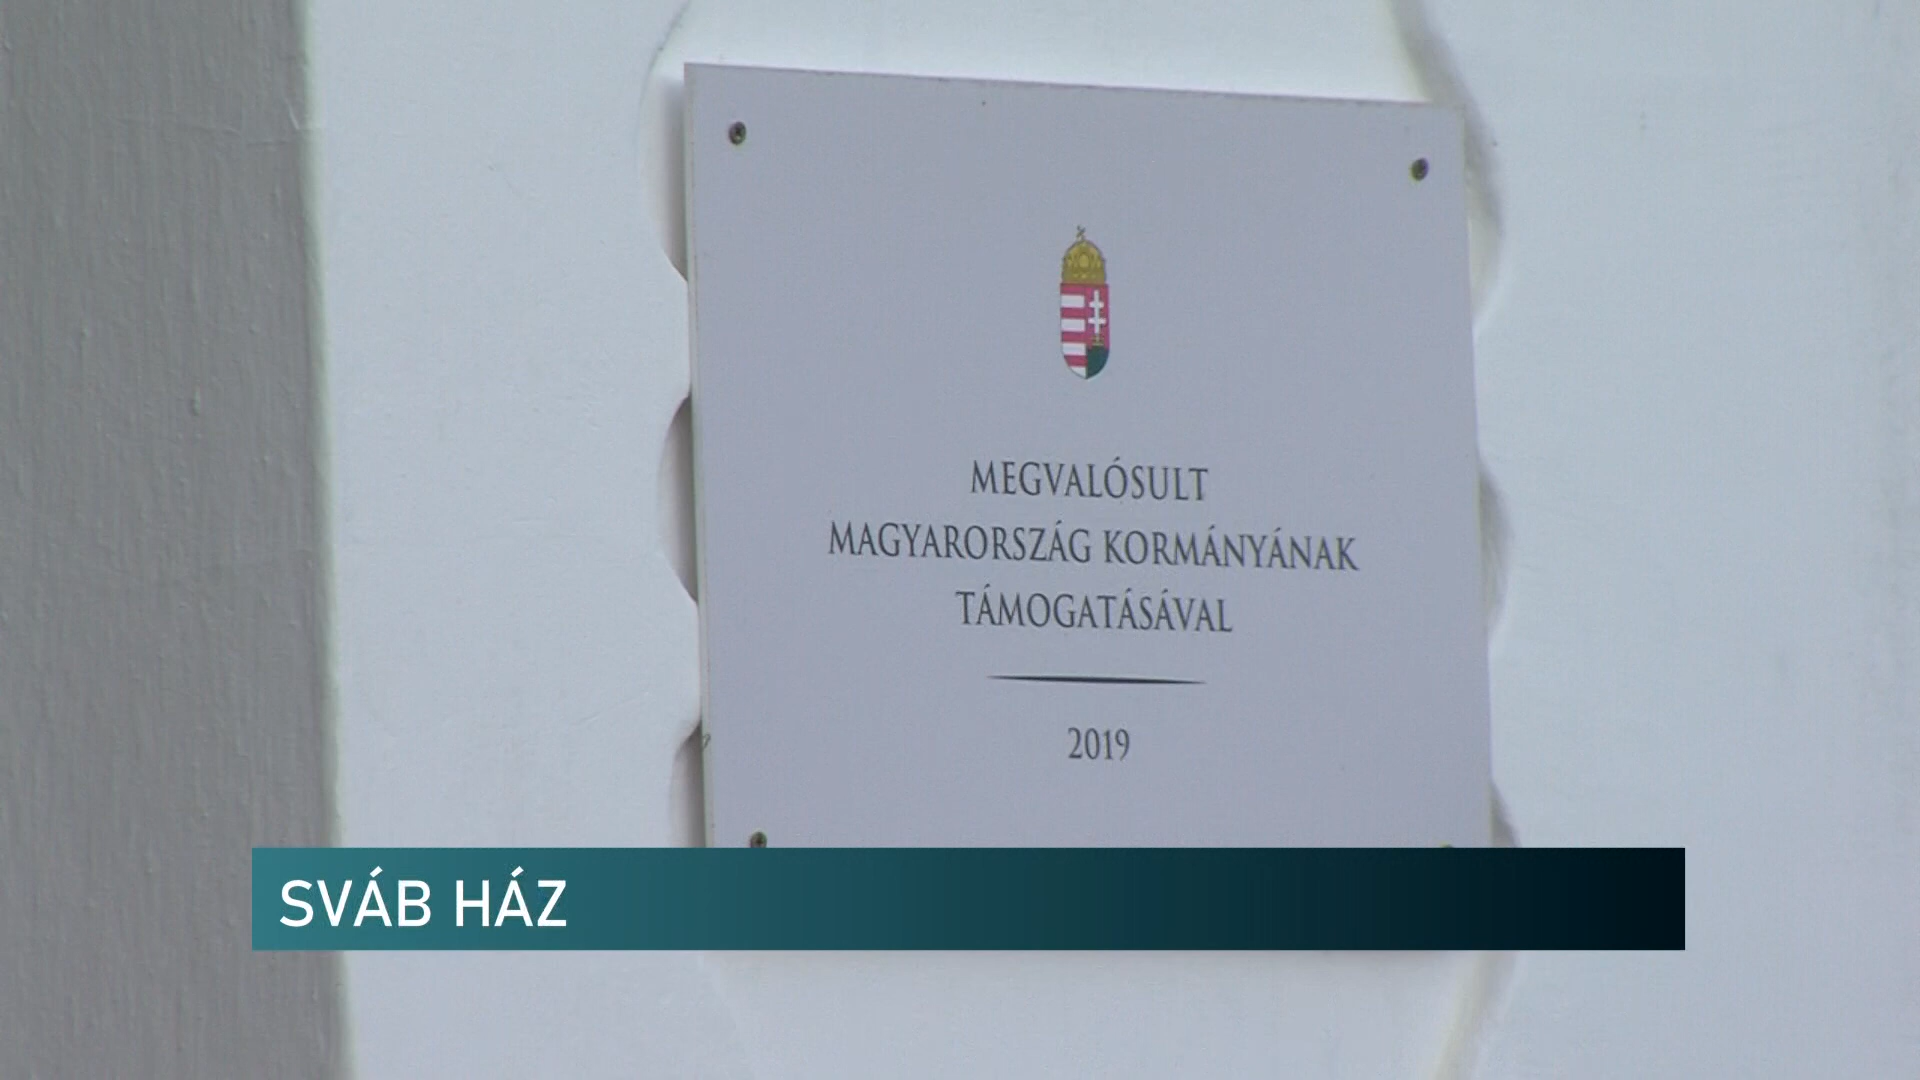 MEGVALÓSULT
MAGYARORSZÁG KORMÁNYÁNAK
TÁMOGATÁSÁVAL
2019
SVÁB HÁZ